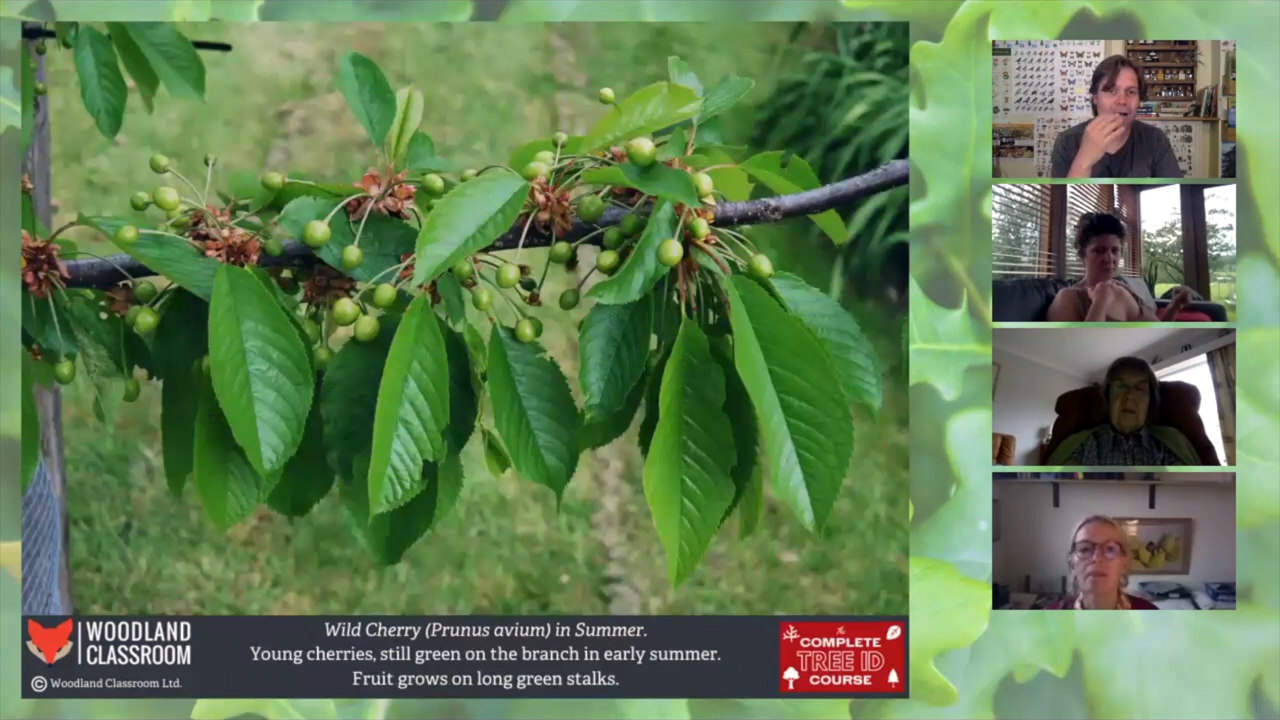 WOODLAND
CLASSROOM
© Woodland Classroom Ltd.
Wild Cherry (Prunus avium) in Summer.
Young cherries, still green on the branch in early summer.
Fruit grows on long green stalks.
The
COMPLETE
TREE ID
COURSE